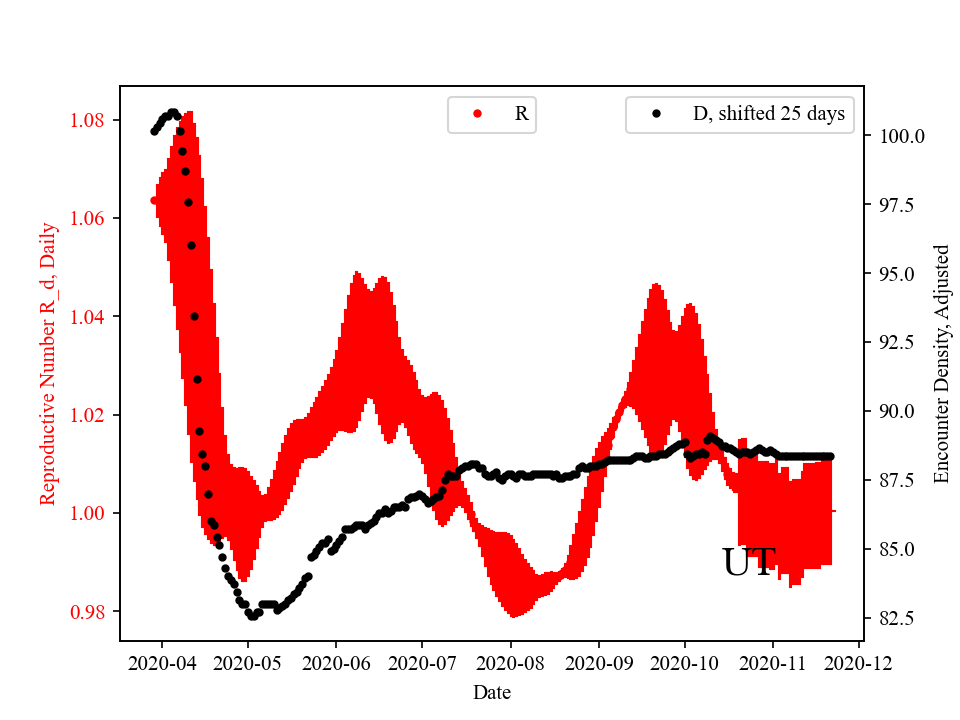 R
D, shifted 25 days
Reproductive Number R_d, Daily
1.08
1.06
1.04
1.02
1.00
0.98
100.0
97.5
95.0
92.5
90.0
87.5
85.0
82.5
Encounter Density, Adjusted
UT
2020-04 2020-05 2020-06 2020-07 2020-08 2020-09 2020-10 2020-11 2020-12
Date